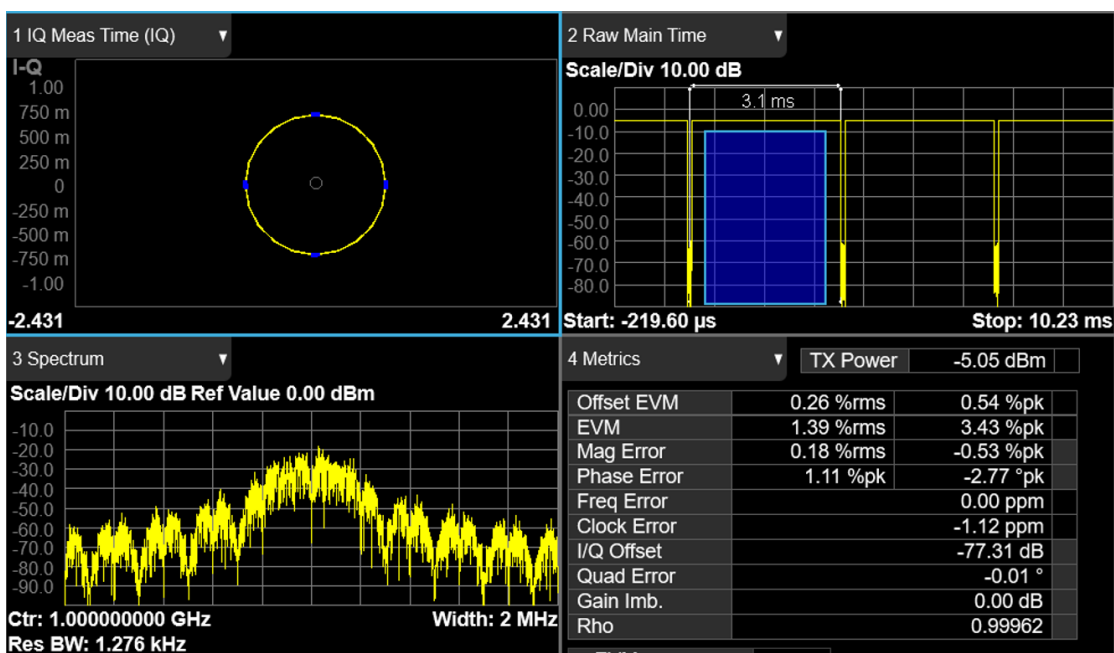 1 IQ Meas Time (IQ) ▼
I-Q
1.00
750 m
500 m
250 m
0
-250 m
-500 m
-750 m
-1.00
-2.431 2.431
2 Raw Main Time ▼
Scale/Div 10.00 dB
3.1 ms
0.00
-10.0
-20.0
-30.0
-40.0
-50.0
-60.0
-70.0
-80.0
Start: -219.60 µs Stop: 10.23 ms
3 Spectrum ▼
Scale/Div 10.00 dB Ref Value 0.00 dBm
-10.0
-20.0
-30.0
-40.0
-50.0
-60.0
-70.0
-80.0
-90.0
Ctr: 1.000000000 GHz Width: 2 MHz
Res BW: 1.276 kHz
4 Metrics ▼ TX Power -5.05 dBm
Offset EVM 0.26 %rms 0.54 %pk
EVM 1.39 %rms 3.43 %pk
Mag Error 0.18 %rms -0.53 %pk
Phase Error 1.11 %pk -2.77 °pk
Freq Error 0.00 ppm
Clock Error -1.12 ppm
I/Q Offset -77.31 dB
Quad Error -0.01 °
Gain Imb. 0.00 dB
Rho 0.99962